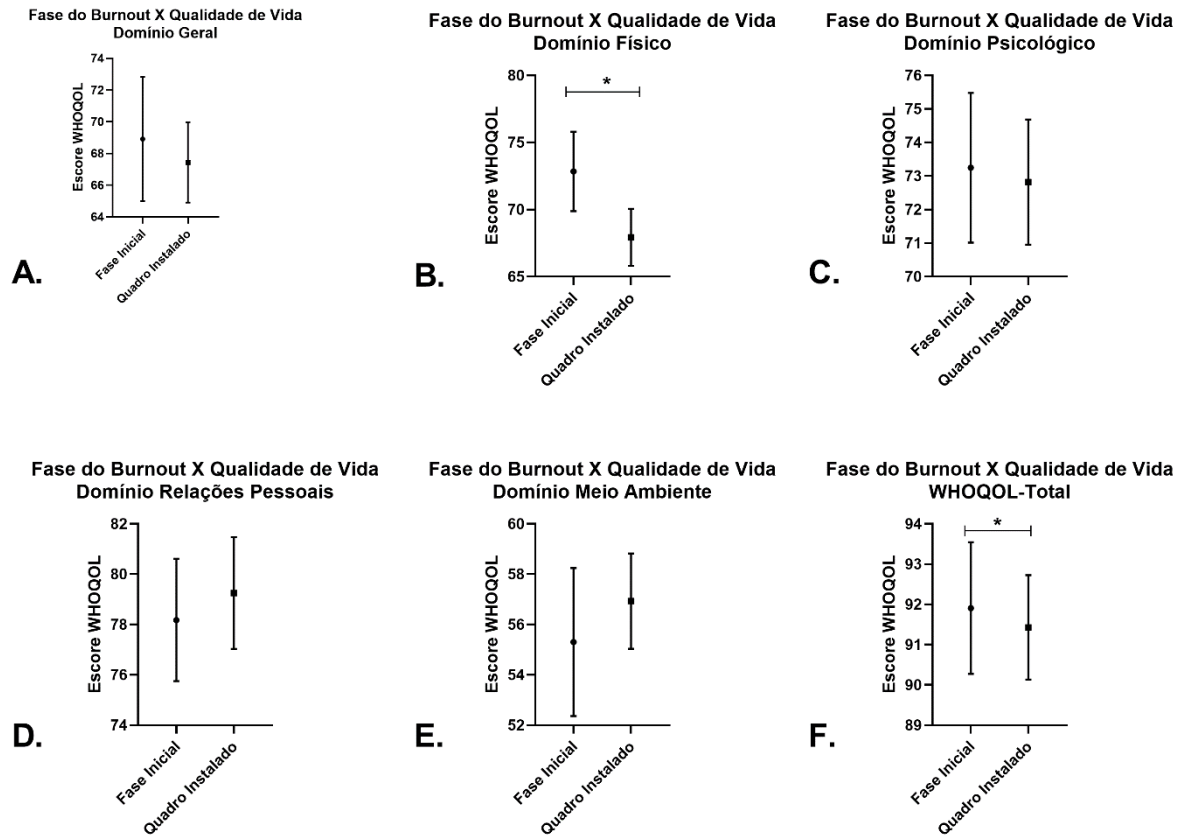 Fase do Burnout X Qualidade de Vida
Domínio Geral
Escore WHOQOL
74
72
70
68
66
64
Fase Inicial
Quadro Instalado
A.
Fase do Burnout X Qualidade de Vida
Domínio Físico
Escore WHOQOL
80
75
70
65
*
Fase Inicial
Quadro Instalado
B.
Fase do Burnout X Qualidade de Vida
Domínio Psicológico
Escore WHOQOL
76
75
74
73
72
71
70
Fase Inicial
Quadro Instalado
C.
Fase do Burnout X Qualidade de Vida
Domínio Relações Pessoais
Escore WHOQOL
82
80
78
76
74
Fase Inicial
Quadro Instalado
D.
Fase do Burnout X Qualidade de Vida
Domínio Meio Ambiente
Escore WHOQOL
60
58
56
54
52
Fase Inicial
Quadro Instalado
E.
Fase do Burnout X Qualidade de Vida
WHOQOL-Total
Escore WHOQOL
94
93
92
91
90
89
*
Fase Inicial
Quadro Instalado
F.